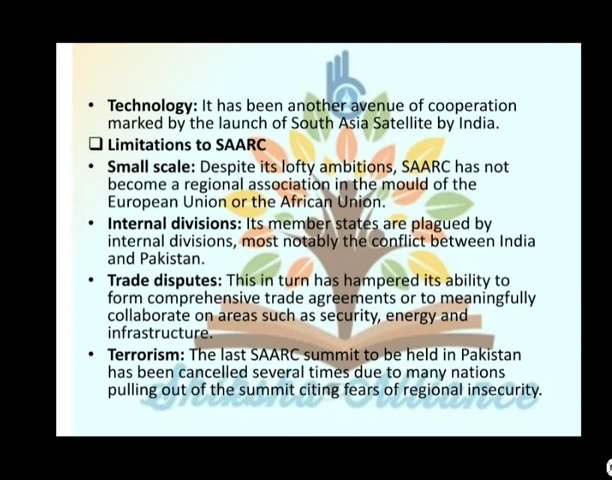 • Technology: It has been another avenue of cooperation
marked by the launch of South Asia Satellite by India.
❑ Limitations to SAARC
• Small scale: Despite its lofty ambitions, SAARC has not
become a regional association in the mould of the
European Union or the African Union.
• Internal divisions: Its member states are plagued by
internal divisions, most notably the conflict between India
and Pakistan.
• Trade disputes: This in turn has hampered its ability to
form comprehensive trade agreements or to meaningfully
collaborate on areas such as security, energy and
infrastructure.
• Terrorism: The last SAARC summit to be held in Pakistan
has been cancelled several times due to many nations
pulling out of the summit citing fears of regional insecurity.